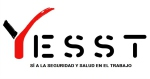 YESST
SÍ A LA SEGURIDAD Y SALUD EN EL TRABAJO